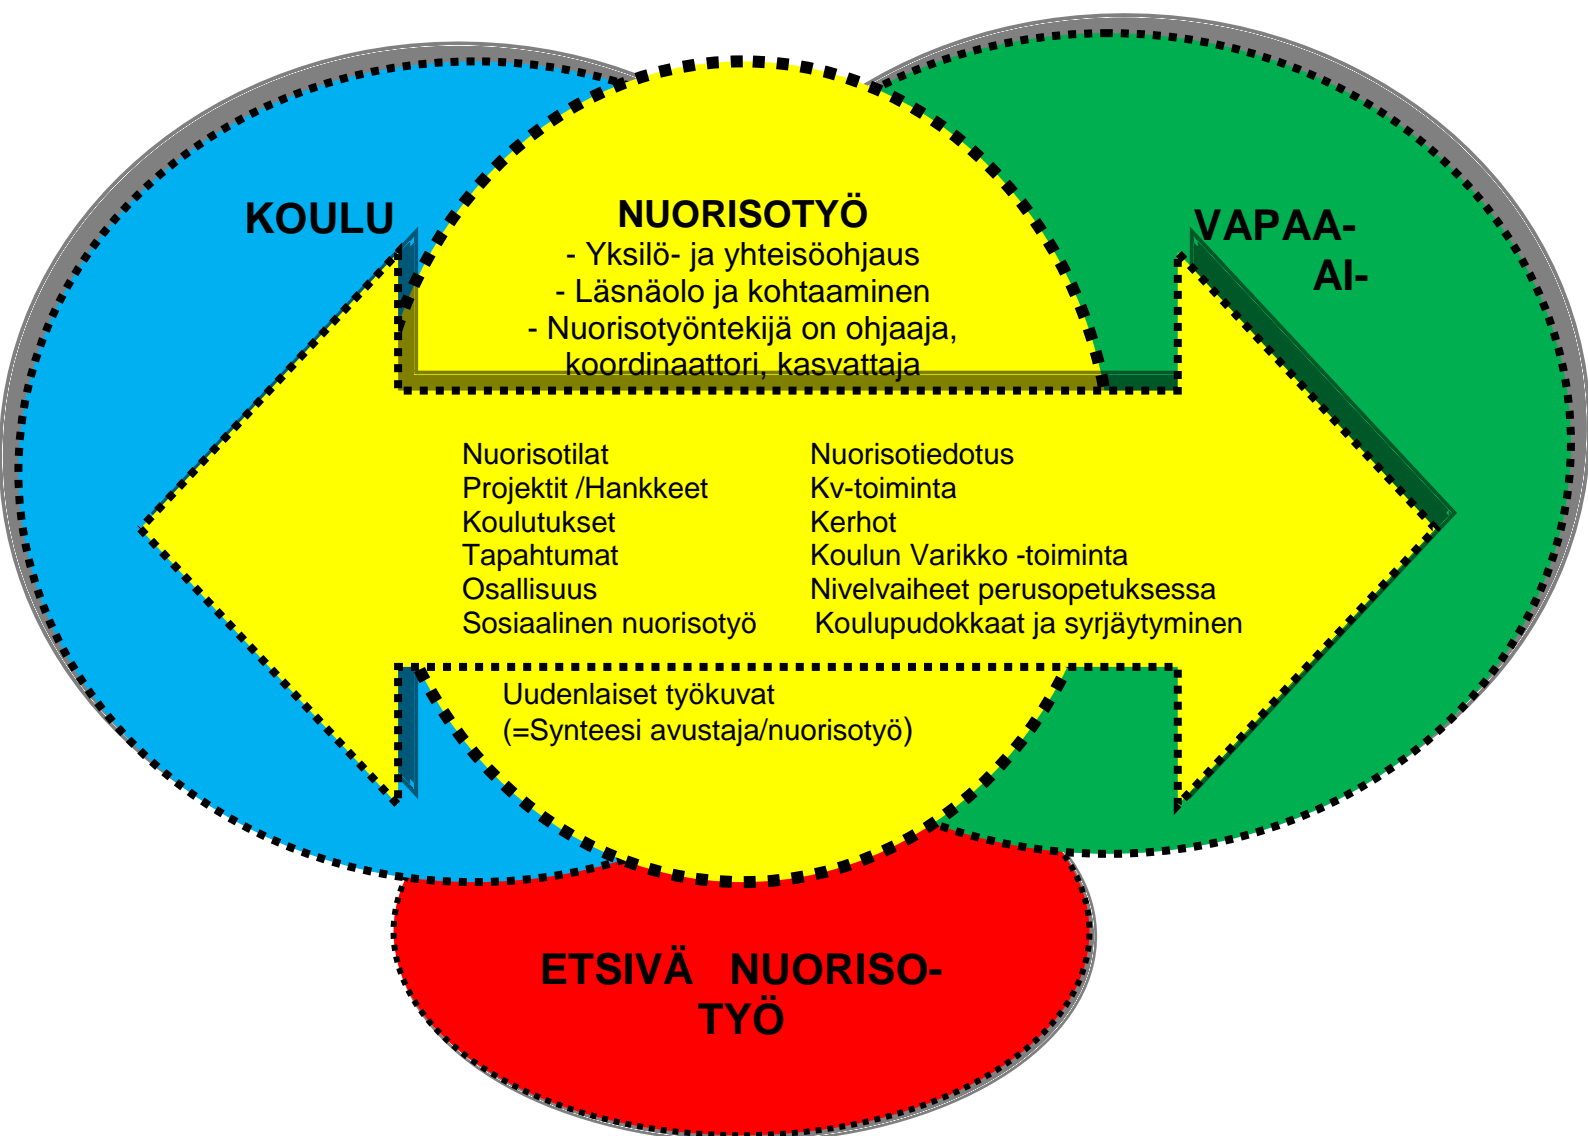 KOULU
NUORISOTYÖ
- Yksilö- ja yhteisöohjaus
- Läsnäolo ja kohtaaminen
- Nuorisotyöntekijä on ohjaaja,
koordinaattori, kasvattaja
VAPAA-
AI-
Nuorisotilat
Projektit /Hankkeet
Koulutukset
Tapahtumat
Osallisuus
Sosiaalinen nuorisotyö
Nuorisotiedotus
Kv-toiminta
Kerhot
Koulun Varikko -toiminta
Nivelvaiheet perusopetuksessa
Koulupudokkaat ja syrjäytyminen
Uudenlaiset työkuvat
(=Synteesi avustaja/nuorisotyö)
ETSIVÄ NUORISO-
TYÖ